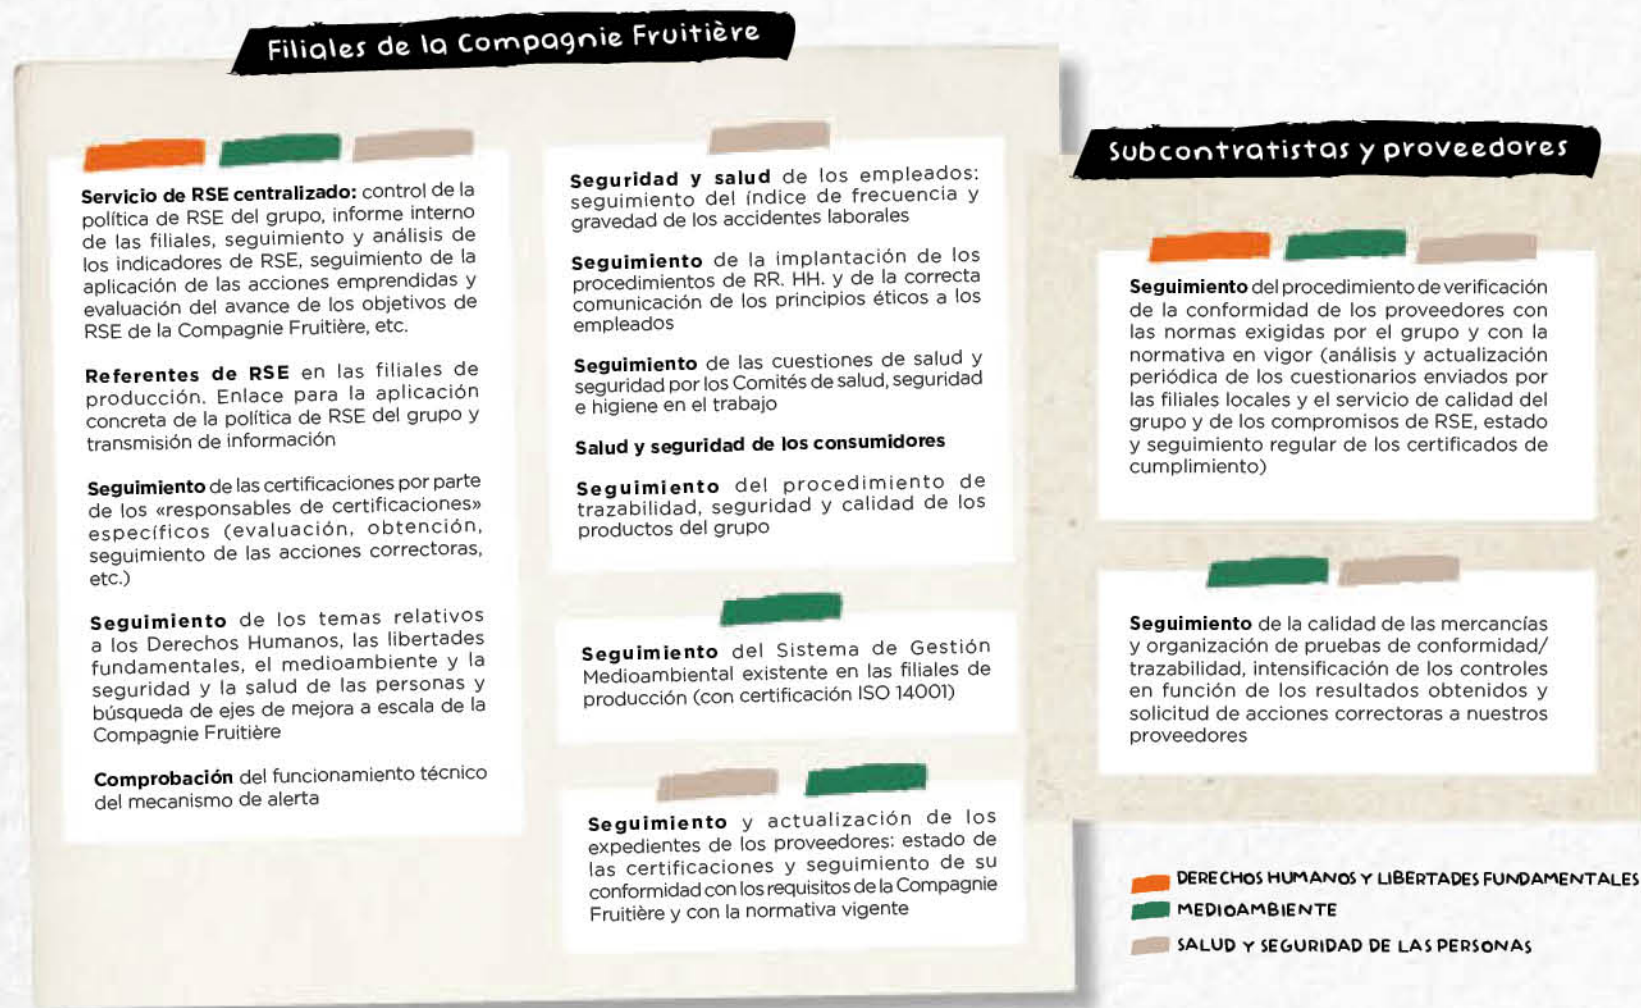 Filiales de la Compagnie Fruitière
Servicio de RSE centralizado: control de la
política de RSE del grupo, informe interno
de las filiales, seguimiento y análisis de
los indicadores de RSE, seguimiento de la
aplicación de las acciones emprendidas y
evaluación del avance de los objetivos de
RSE de la Compagnie Fruitière, etc.
Referentes de RSE en las filiales de
producción. Enlace para la aplicación
concreta de la política de RSE del grupo y
transmisión de información
Seguimiento de las certificaciones por parte
de los «responsables de certificaciones»
específicos (evaluación, obtención,
seguimiento de las acciones correctoras,
etc.)
Seguimiento de los temas relativos
a los Derechos Humanos, las libertades
fundamentales, el medioambiente y la
seguridad y la salud de las personas y
búsqueda de ejes de mejora a escala de la
Compagnie Fruitière
Comprobación del funcionamiento técnico
del mecanismo de alerta
Seguridad y salud de los empleados:
seguimiento del índice de frecuencia y
gravedad de los accidentes laborales
Seguimiento de la implantación de los
procedimientos de RR. HH. y de la correcta
comunicación de los principios éticos a los
empleados
Seguimiento de las cuestiones de salud y
seguridad por los Comités de salud, seguridad
e higiene en el trabajo
Salud y seguridad de los consumidores
Seguimiento del procedimiento de
trazabilidad, seguridad y calidad de los
productos del grupo
Seguimiento del Sistema de Gestión
Medioambiental existente en las filiales de
producción (con certificación ISO 14001)
Seguimiento y actualización de los
expedientes de los proveedores: estado de
las certificaciones y seguimiento de su
conformidad con los requisitos de la Compagnie
Fruitière y con la normativa vigente
Subcontratistas y proveedores
Seguimiento del procedimiento de verificación
de la conformidad de los proveedores con
las normas exigidas por el grupo y con la
normativa en vigor (análisis y actualización
periódica de los cuestionarios enviados por
las filiales locales y el servicio de calidad del
grupo y de los compromisos de RSE, estado
y seguimiento regular de los certificados de
cumplimiento)
Seguimiento de la calidad de las mercancías
y organización de pruebas de conformidad/
trazabilidad, intensificación de los controles
en función de los resultados obtenidos y
solicitud de acciones correctoras a nuestros
proveedores
DERECHOS HUMANOS Y LIBERTADES FUNDAMENTALES
MEDIOAMBIENTE
SALUD Y SEGURIDAD DE LAS PERSONAS